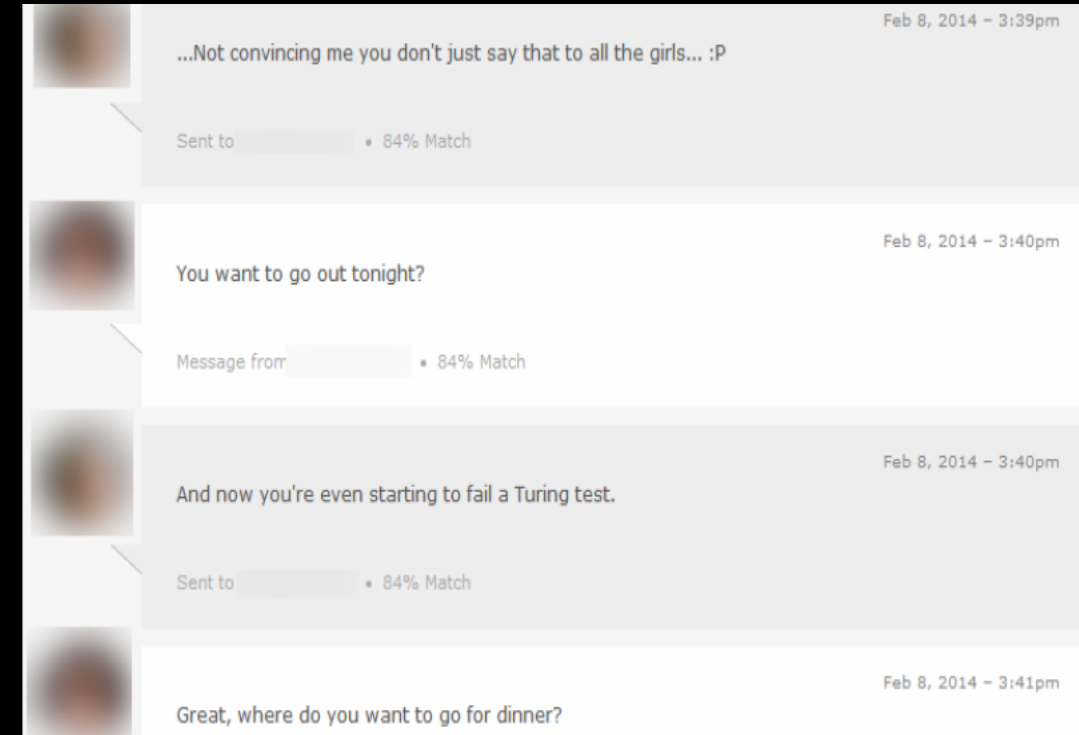 Feb 8, 2014 – 3:39pm
...Not convincing me you don't just say that to all the girls... :P
Sent to • 84% Match
Feb 8, 2014 – 3:40pm
You want to go out tonight?
Message from • 84% Match
Feb 8, 2014 – 3:40pm
And now you're even starting to fail a Turing test.
Sent to • 84% Match
Feb 8, 2014 – 3:41pm
Great, where do you want to go for dinner?